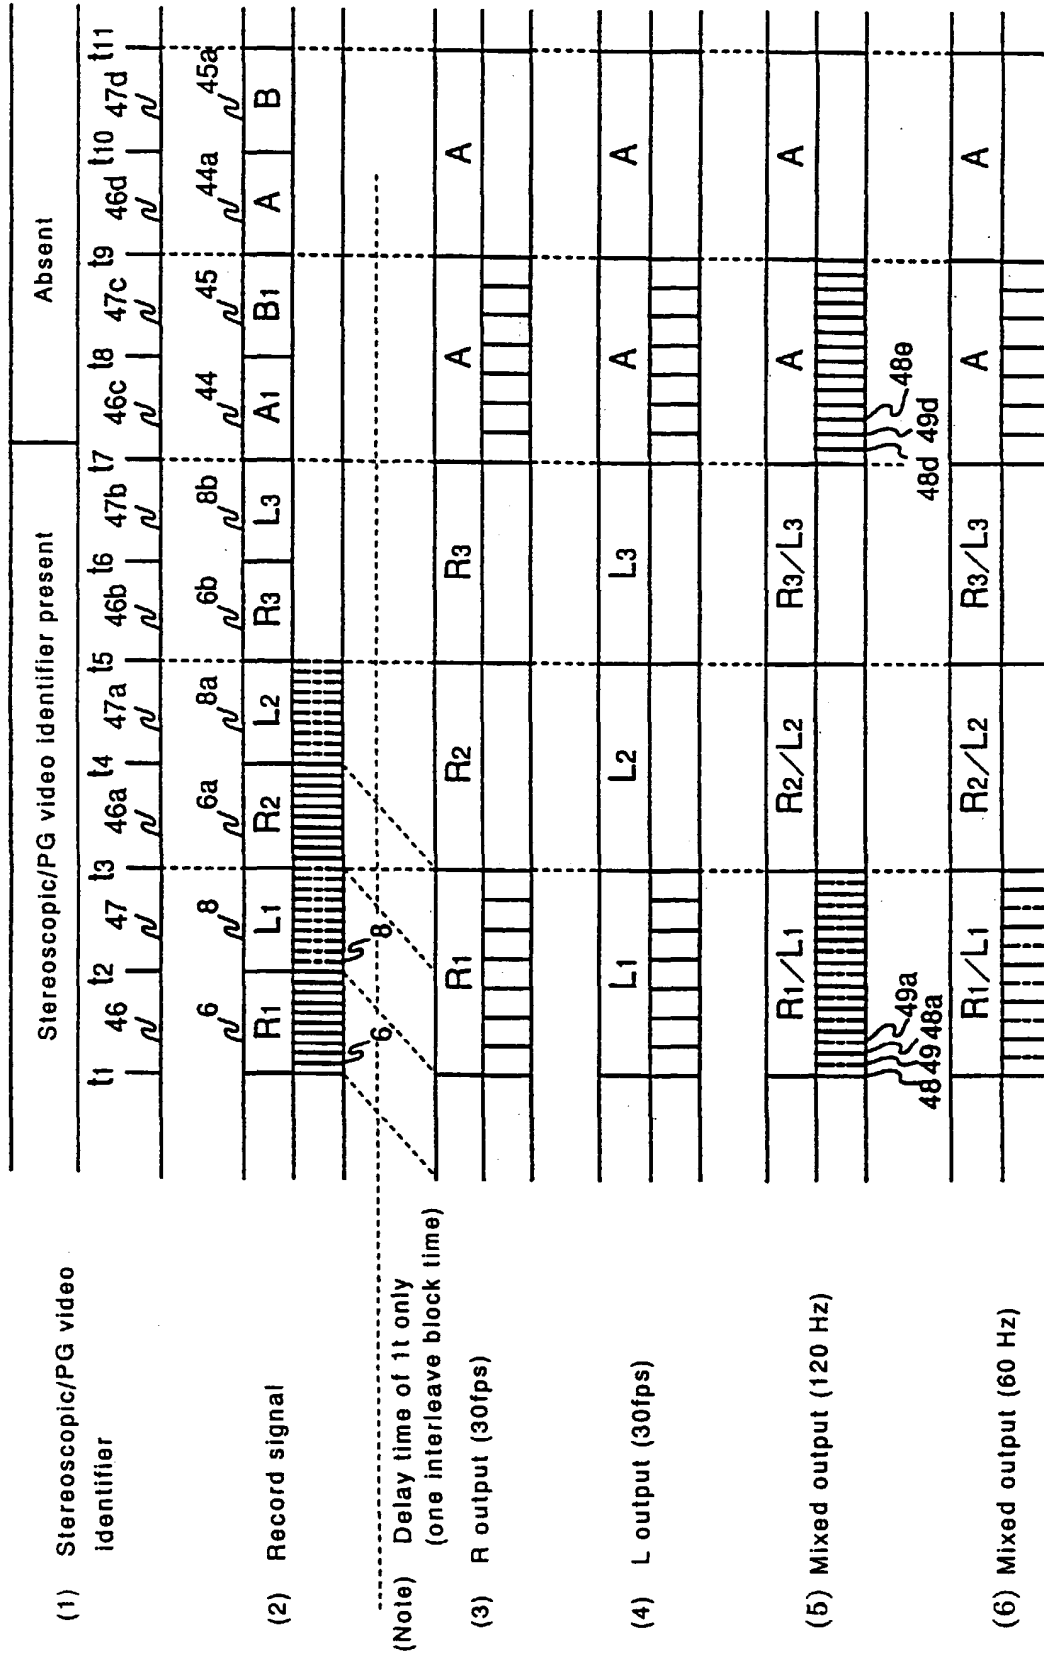 (1) Stereoscopic/PG video identifier
Stereoscopic/PG video identifier present
Absent
t1 46 t2 47 t3 46a t4 47a t5 46b t6 47b t7 46c t8 47c t9 46d t10 47d t11
(2) Record signal
6 8 6a 8a 6b 8b 44 45 44a 45a
R1 L1 R2 L2 R3 L3 A1 B1 A B
6 8
(Note) Delay time of 1t only
(one interleave block time)
(3) R output (30fps)
R1 R2 R3 A A
(4) L output (30fps)
L1 L2 L3 A A
(5) Mixed output (120 Hz)
R1/L1 R2/L2 R3/L3 A A
48 49 48a 49a 48d 49d 48e
(6) Mixed output (60 Hz)
R1/L1 R2/L2 R3/L3 A A